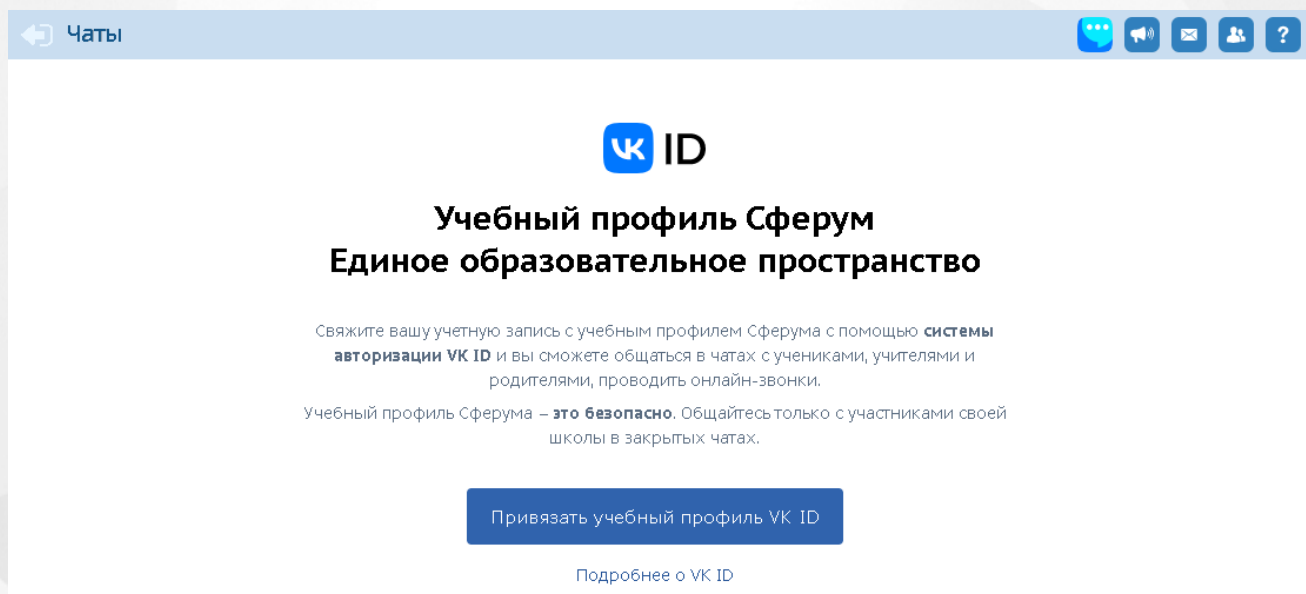 Чаты
VK ID
Учебный профиль Сферум
Единое образовательное пространство
Свяжите вашу учетную запись с учебным профилем Сферума с помощью системы
авторизации VK ID и вы сможете общаться в чатах с учениками, учителями и
родителями, проводить онлайн-звонки.
Учебный профиль Сферума – это безопасно. Общайтесь только с участниками своей
школы в закрытых чатах.
Привязать учебный профиль VK ID
Подробнее о VK ID